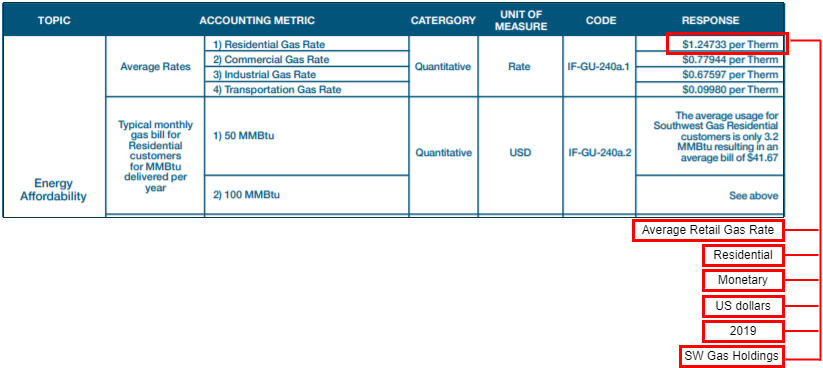 TOPIC
ACCOUNTING METRIC
CATERGORY
UNIT OF
MEASURE
CODE
RESPONSE
Energy
Affordability
Average Rates
1) Residential Gas Rate
2) Commercial Gas Rate
3) Industrial Gas Rate
4) Transportation Gas Rate
Quantitative
Rate
IF-GU-240a.1
$1.24733 per Therm
$0.77944 per Therm
$0.67597 per Therm
$0.09980 per Therm
Typical monthly
gas bill for
Residential
customers
for MMBtu
delivered per
year
1) 50 MMBtu
2) 100 MMBtu
Quantitative
USD
IF-GU-240a.2
The average usage for
Southwest Gas Residential
customers is only 3.2
MMBtu resulting in an
average bill of $41.67
See above
Average Retail Gas Rate
Residential
Monetary
US dollars
2019
SW Gas Holdings